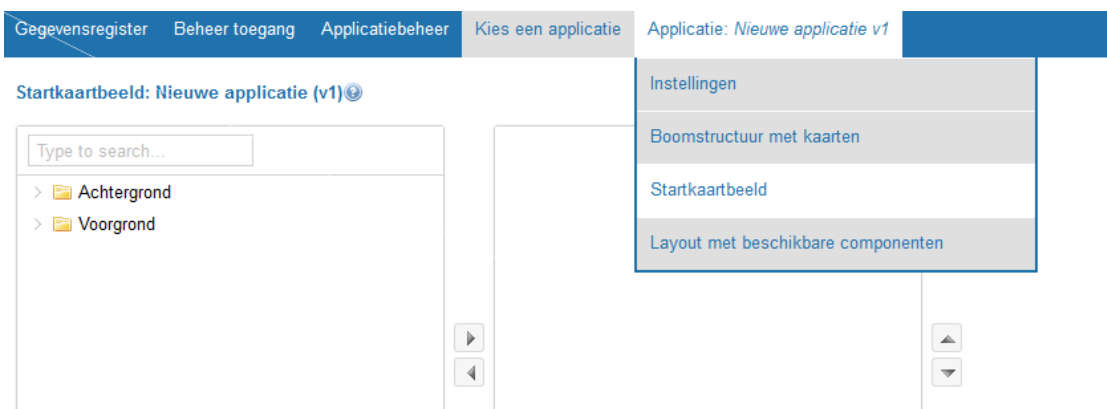 Gegevensregister Beheer toegang Applicatiebeheer Kies een applicatie Applicatie: Nieuwe applicatie v1
Instellingen
Boomstructuur met kaarten
Startkaartbeeld
Layout met beschikbare componenten
Startkaartbeeld: Nieuwe applicatie (v1)
Type to search...
Achtergrond
Voorgrond